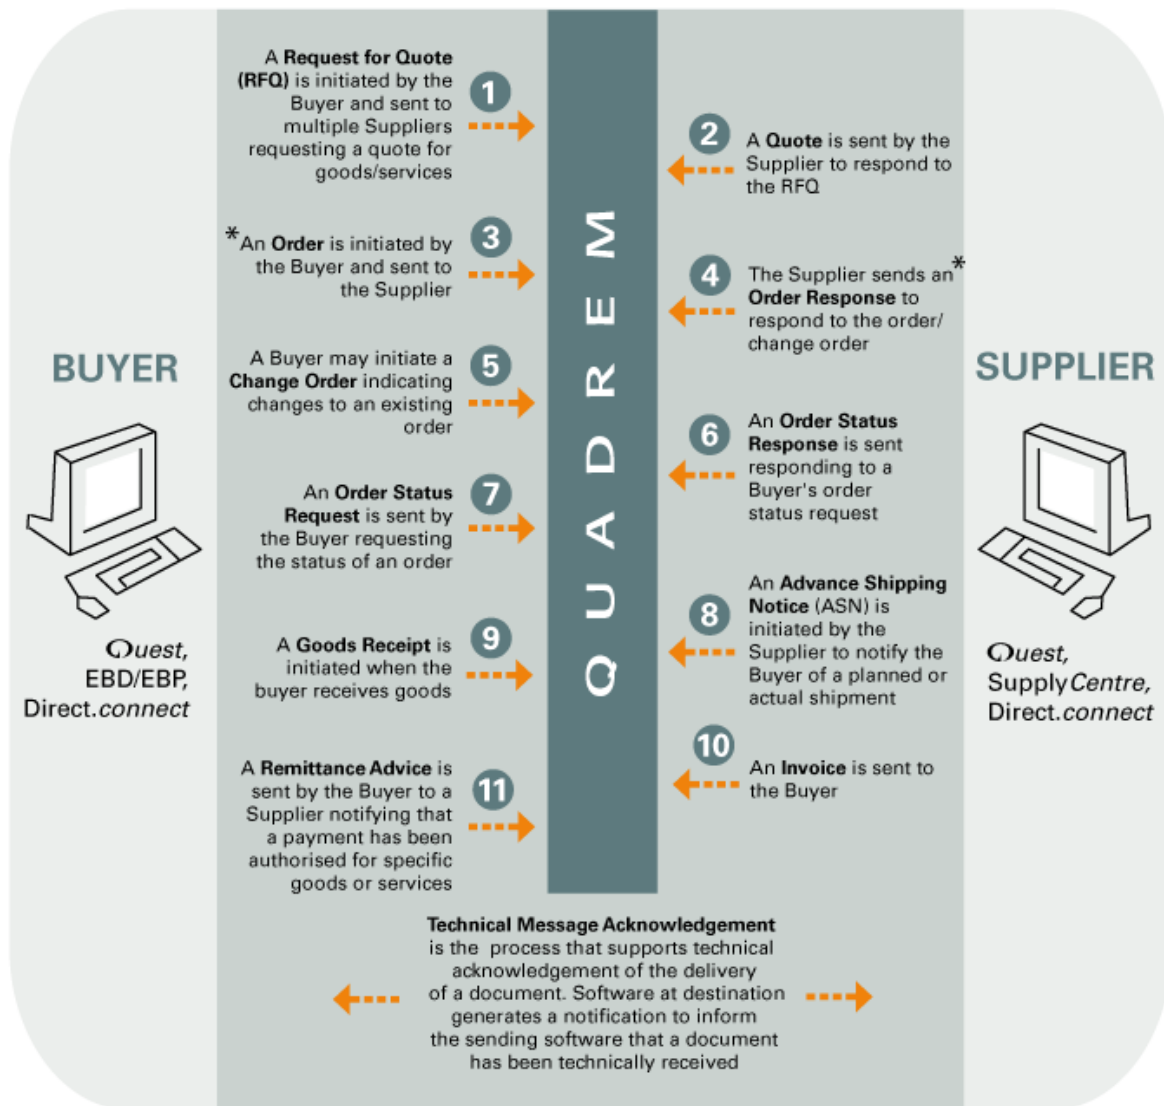 A Request for Quote
(RFQ) is initiated by the
Buyer and sent to
multiple Suppliers
requesting a quote for
goods/services
1
2
A Quote is sent by the
Supplier to respond to
the RFQ
*An Order is initiated by
the Buyer and sent to
the Supplier
3
4
The Supplier sends an*
Order Response to
respond to the order/
change order
A Buyer may initiate a
Change Order indicating
changes to an existing
order
5
6
An Order Status
Response is sent
responding to a
Buyer's order
status request
An Order Status
Request is sent by
the Buyer requesting
the status of an order
7
8
An Advance Shipping
Notice (ASN) is
initiated by the
Supplier to notify the
Buyer of a planned or
actual shipment
A Goods Receipt is
initiated when the
buyer receives goods
9
10
An Invoice is sent to
the Buyer
A Remittance Advice is
sent by the Buyer to a
Supplier notifying that
a payment has been
authorised for specific
goods or services
11
QUADREM
BUYER
Quest,
EBD/EBP,
Direct.connect
SUPPLIER
Quest,
SupplyCentre,
Direct.connect
Technical Message Acknowledgement
is the process that supports technical
acknowledgement of the delivery
of a document. Software at destination
generates a notification to inform
the sending software that a document
has been technically received